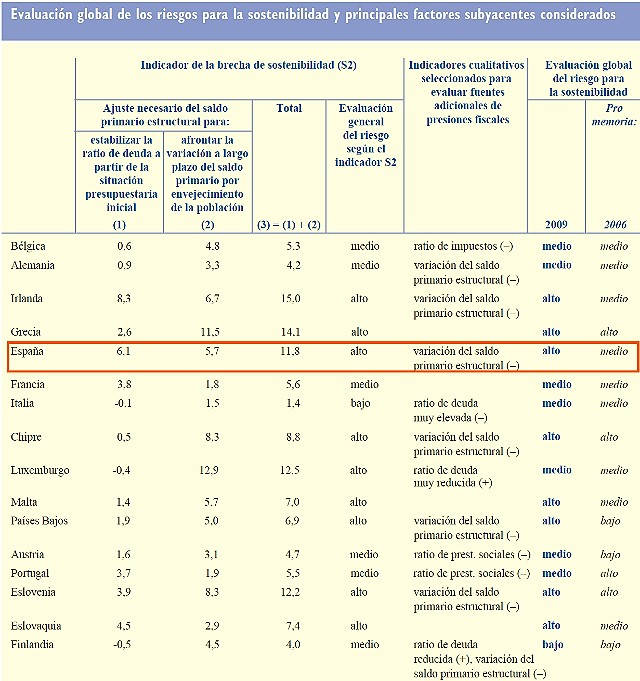 Evaluación global de los riesgos para la sostenibilidad y principales factores subyacentes considerados
Indicador de la brecha de sostenibilidad (S2)
Indicadores cualitativos
seleccionados para
evaluar fuentes
adicionales de
presiones fiscales
Evaluación global
del riesgo para
la sostenibilidad
Ajuste necesario del saldo
primario estructural para:
Total
Evaluación
general
del riesgo
según el
indicador S2
Pro
memoria:
estabilizar la
ratio de deuda a
partir de la
situación
presupuestaria
inicial
afrontar la
variación a largo
plazo del saldo
primario por
envejecimiento
de la población
(1) (2) (3) = (1) + (2) 2009 2006
Bélgica 0.6 4.8 5.3 medio ratio de impuestos (–) medio medio
Alemania 0.9 3,3 4,2 medio variación del saldo medio medio
primario estructural (–)
Irlanda 8,3 6,7 15,0 alto variación del saldo alto medio
primario estructural (–)
Grecia 2,6 11,5 14,1 alto alto alto
España 6.1 5,7 11,8 alto variación del saldo alto medio
primario estructural (–)
Francia 3,8 1,8 5,6 medio medio medio
Italia -0.1 1.5 1,4 bajo ratio de deuda medio medio
muy elevada (–)
Chipre 0,5 8,3 8,8 alto variación del saldo alto alto
primario estructural (–)
Luxemburgo -0,4 12,9 12,5 alto ratio de deuda medio medio
muy reducida (+)
Malta 1,4 5.7 7,0 alto alto medio
Países Bajos 1,9 5,0 6,9 alto variación del saldo alto bajo
primario estructural (–)
Austria 1,6 3,1 4,7 medio ratio de prest. sociales (–) medio bajo
Portugal 3,7 1,9 5,5 medio ratio de prest. sociales (–) medio alto
Eslovenia 3,9 8,3 12,2 alto variación del saldo alto alto
primario estructural (–)
Eslovaquia 4,5 2,9 7,4 alto alto medio
Finlandia -0,5 4,5 4,0 medio ratio de deuda bajo bajo
reducida (+), variación del
saldo primario estructural (–)